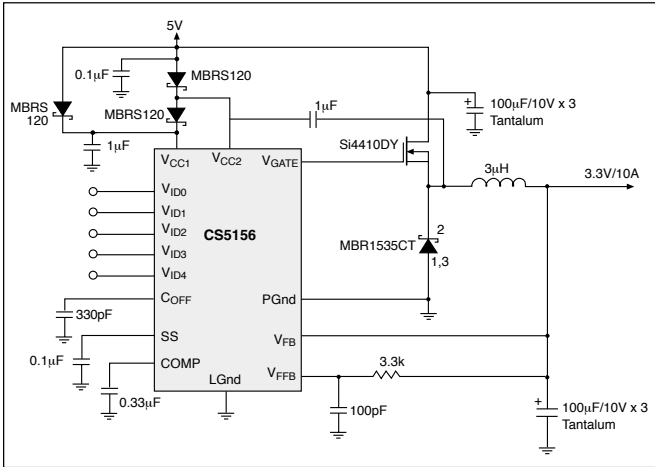 5V
0.1µF
MBRS120
MBRS
120
MBRS120
1µF
1µF
100µF/10V x 3
Tantalum
Si4410DY
VCC1
VCC2
VGATE
3µH
3.3V/10A
VID0
VID1
VID2
VID3
VID4
CS5156
MBR1535CT
2
1,3
COFF
330pF
PGnd
SS
0.1µF
VFB
COMP
0.33µF
VFFB
3.3k
LGnd
100pF
100µF/10V x 3
Tantalum